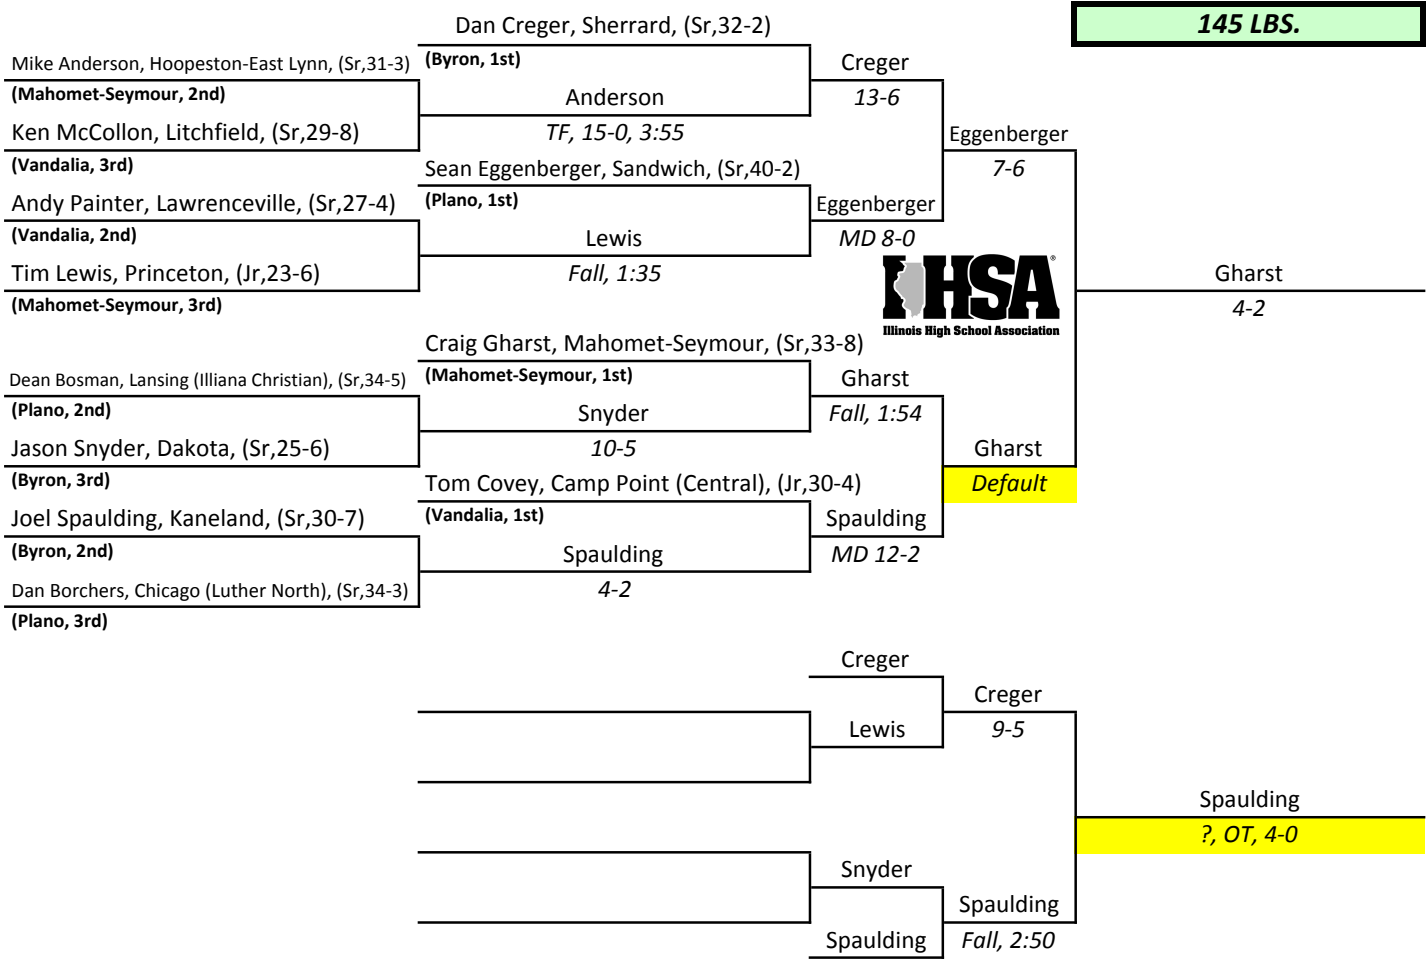 Dan Creger, Sherrard, (Sr,32-2)
145 LBS.
Mike Anderson, Hoopeston-East Lynn, (Sr,31-3)
(Byron, 1st)
Creger
(Mahomet-Seymour, 2nd)
Anderson
13-6
Ken McCollon, Litchfield, (Sr,29-8)
TF, 15-0, 3:55
Eggenberger
(Vandalia, 3rd)
Sean Eggenberger, Sandwich, (Sr,40-2)
7-6
Andy Painter, Lawrenceville, (Sr,27-4)
(Plano, 1st)
Eggenberger
(Vandalia, 2nd)
Lewis
MD 8-0
Tim Lewis, Princeton, (Jr,23-6)
Fall, 1:35
IHSA
Gharst
(Mahomet-Seymour, 3rd)
4-2
Illinois High School Association
Craig Gharst, Mahomet-Seymour, (Sr,33-8)
Dean Bosman, Lansing (Illiana Christian), (Sr,34-5)
(Mahomet-Seymour, 1st)
Gharst
(Plano, 2nd)
Snyder
Fall, 1:54
Jason Snyder, Dakota, (Sr,25-6)
10-5
Gharst
(Byron, 3rd)
Tom Covey, Camp Point (Central), (Jr,30-4)
Default
Joel Spaulding, Kaneland, (Sr,30-7)
(Vandalia, 1st)
Spaulding
(Byron, 2nd)
Spaulding
MD 12-2
Dan Borchers, Chicago (Luther North), (Sr,34-3)
4-2
(Plano, 3rd)
Creger
Creger
Lewis
9-5
Spaulding
?, OT, 4-0
Snyder
Spaulding
Spaulding
Fall, 2:50